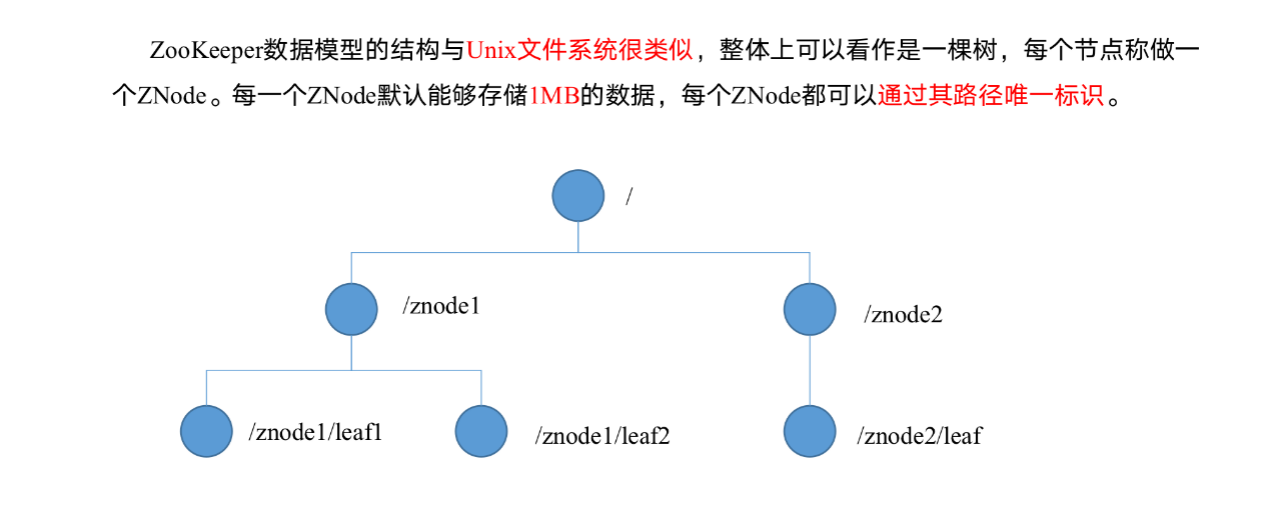 ZooKeeper数据模型的结构与Unix文件系统很类似，整体上可以看作是一棵树，每个节点称做一
个ZNode。每一个ZNode默认能够存储1MB的数据，每个ZNode都可以通过其路径唯一标识。
/
/znode1
/znode2
/znode1/leaf1
/znode1/leaf2
/znode2/leaf